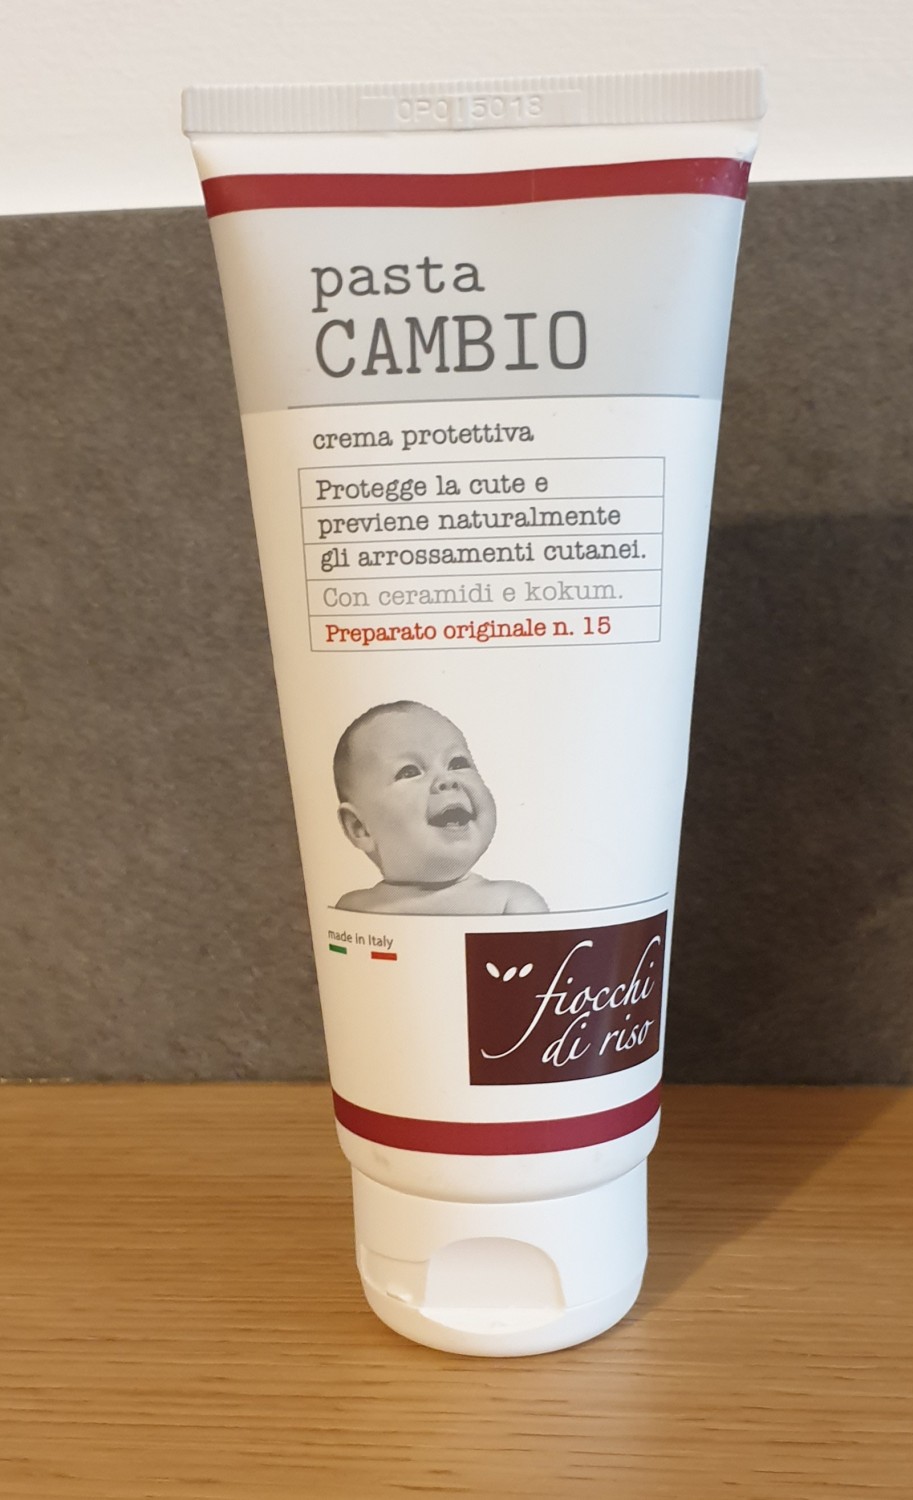 pasta
CAMBIO
crema protettiva
Protegge la cute e
previene naturalmente
gli arrossamenti cutanei.
Con ceramidi e kokum.
Preparato originale n. 15
made in Italy
fiocchi
di riso